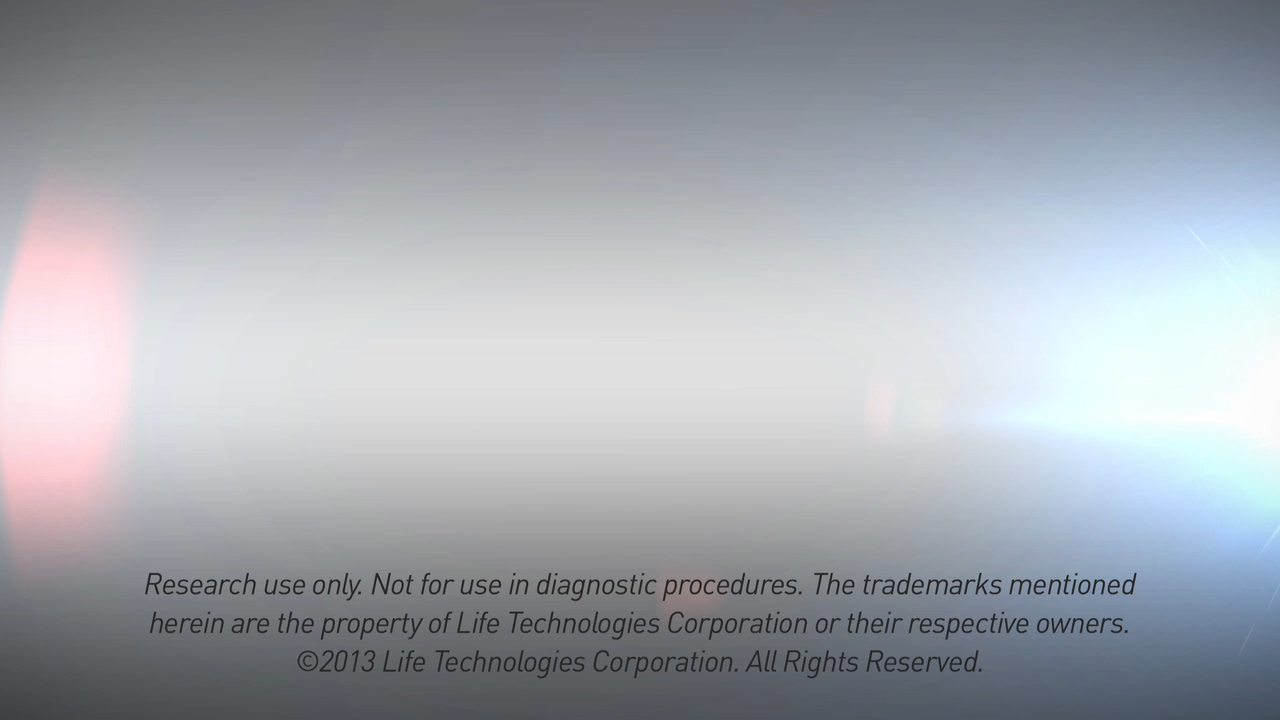 Research use only. Not for use in diagnostic procedures. The trademarks mentioned
herein are the property of Life Technologies Corporation or their respective owners.
©2013 Life Technologies Corporation. All Rights Reserved.